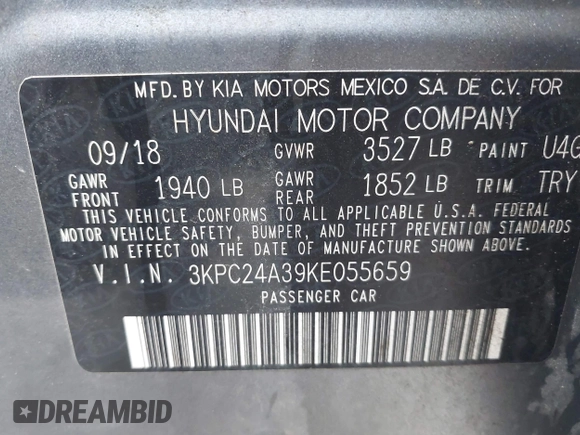 MFD. BY KIA MOTORS MEXICO S.A. DE C.V. FOR
HYUNDAI MOTOR COMPANY
09/18 GVWR 3527 LB PAINT U4G
GAWR FRONT 1940 LB GAWR REAR 1852 LB TRIM TRY
THIS VEHICLE CONFORMS TO ALL APPLICABLE U.S.A. FEDERAL
MOTOR VEHICLE SAFETY, BUMPER, AND THEFT PREVENTION STANDARDS
IN EFFECT ON THE DATE OF MANUFACTURE SHOWN ABOVE.
V.I.N. 3KPC24A39KE055659
PASSENGER CAR
DREAMBID